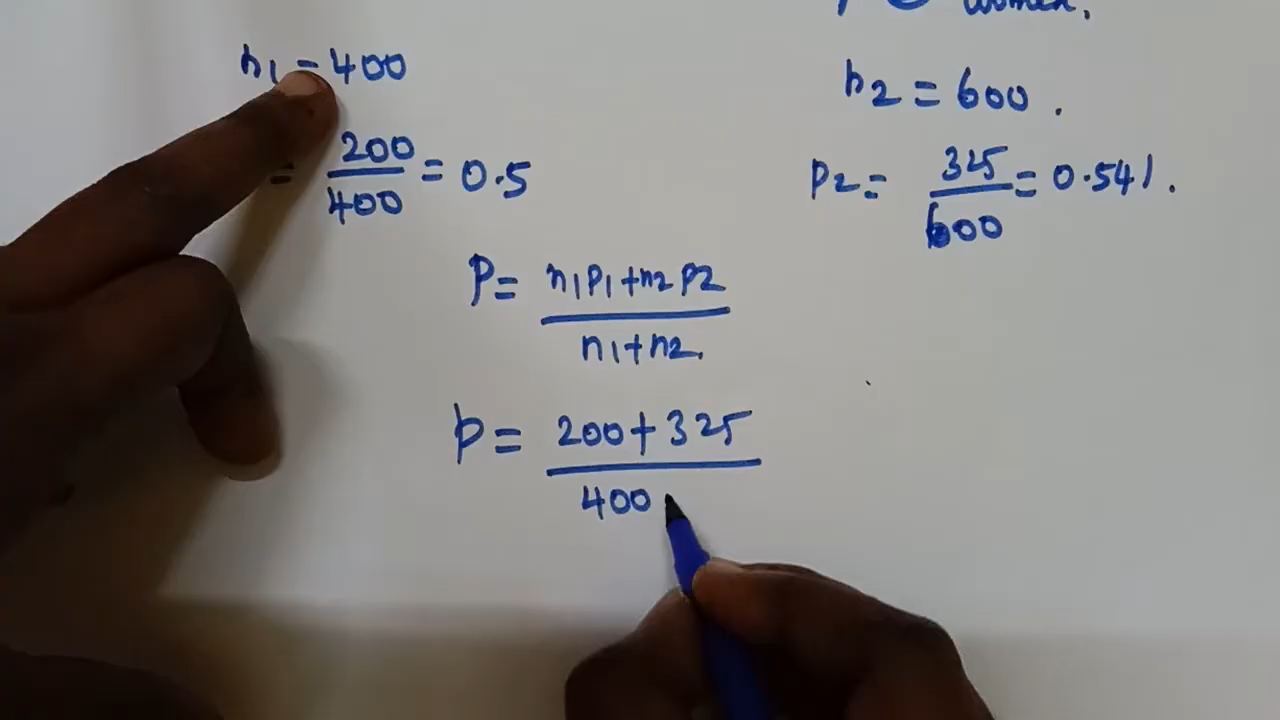 women.
n1 = 400
n2 = 600 .
= 200/400 = 0.5
P2 = 325/600 = 0.541 .
P = n1P1+n2P2
n1+n2.
p = 200+325
400